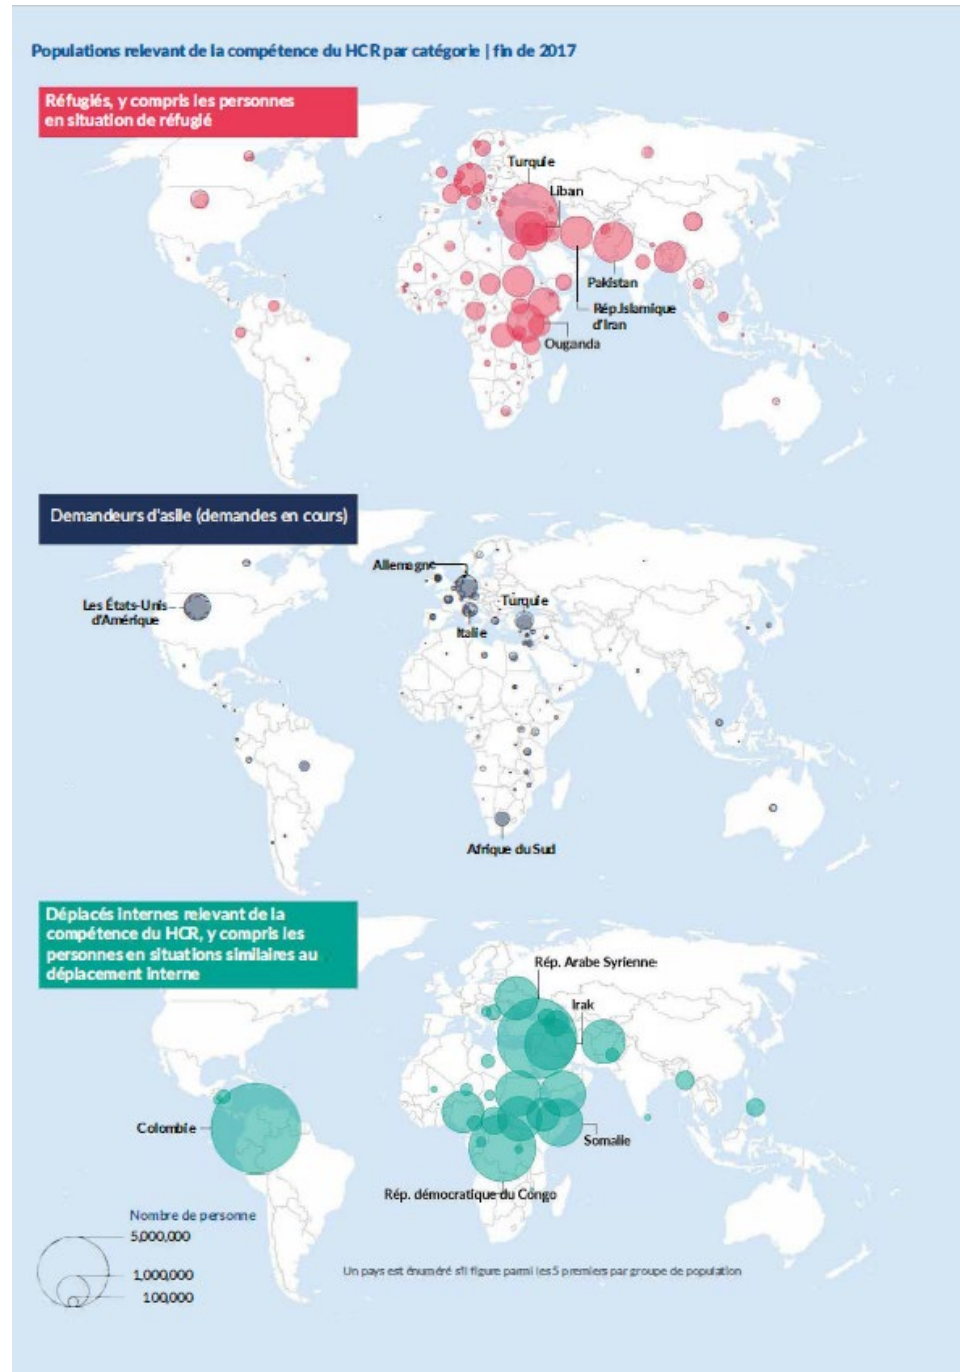 Populations relevant de la compétence du HCR par catégorie | fin de 2017
Réfugiés, y compris les personnes
en situation de réfugié
Turquie
Liban
Pakistan
Rép.Islamique
d'Iran
Ouganda
Demandeurs d'asile (demandes en cours)
Allemagne
Les États-Unis
d'Amérique
Turquie
Italie
Afrique du Sud
Déplacés internes relevant de la
compétence du HCR, y compris les
personnes en situations similaires au
déplacement interne
Rép. Arabe Syrienne
Irak
Colombie
Somalie
Rép. démocratique du Congo
Nombre de personne
5,000,000
1,000,000
100,000
Un pays est énuméré s'il figure parmi les 5 premiers par groupe de population